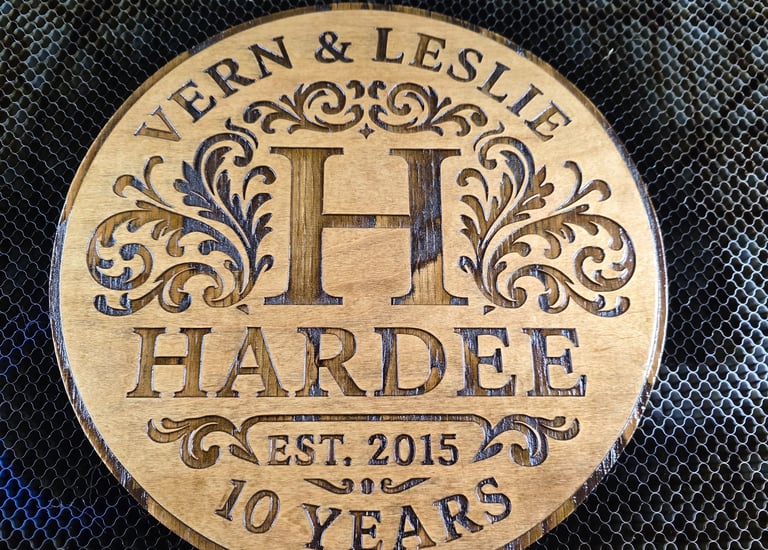 VERN & LESLIE
H
HARDEE
EST. 2015
10 YEARS